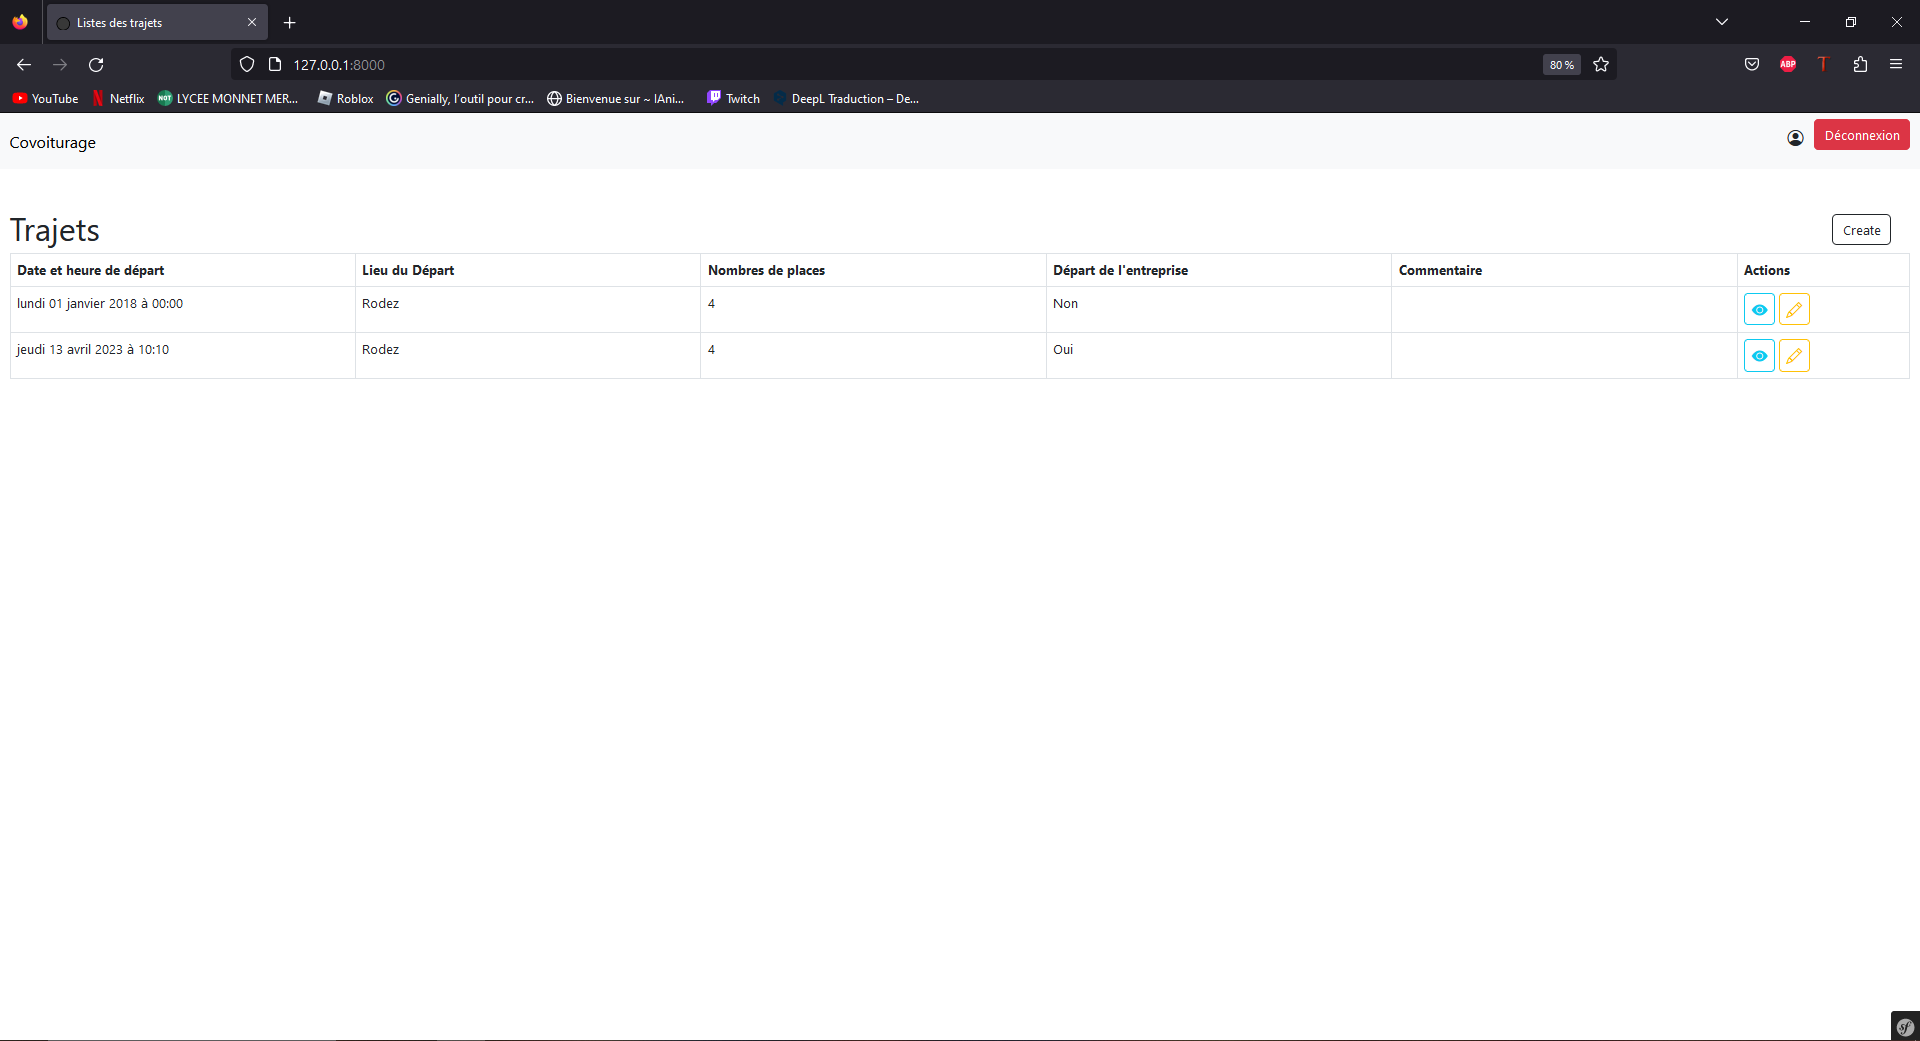 Listes des trajets
127.0.0.1:8000
80 %
ABP
YouTube
Netflix
LYCEE MONNET MER...
Roblox
Genially, l'outil pour cr...
Bienvenue sur ~ IAni...
Twitch
DeepL Traduction – De...
Covoiturage
Déconnexion
Trajets
Create
Date et heure de départ Lieu du Départ Nombres de places Départ de l'entreprise Commentaire Actions
lundi 01 janvier 2018 à 00:00 Rodez 4 Non
jeudi 13 avril 2023 à 10:10 Rodez 4 Oui
sf